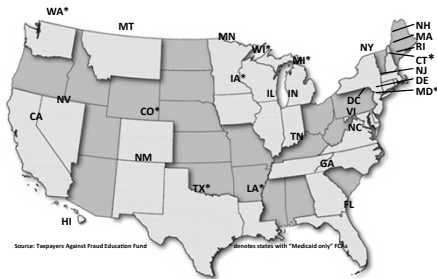 WA*
MT
MN
WI*
MI*
NY
NH
MA
RI
CT*
NJ
DE
MD*
IA*
IL
IN
NV
CO*
DC
VI
CA
NC
TN
NM
GA
TX*
LA*
FL
HI
Source: Taxpayers Against Fraud Education Fund
* denotes states with "Medicaid only" FCAs